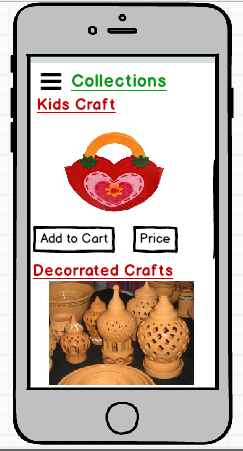 Collections
Kids Craft
Add to Cart
Price
Decorrated Crafts